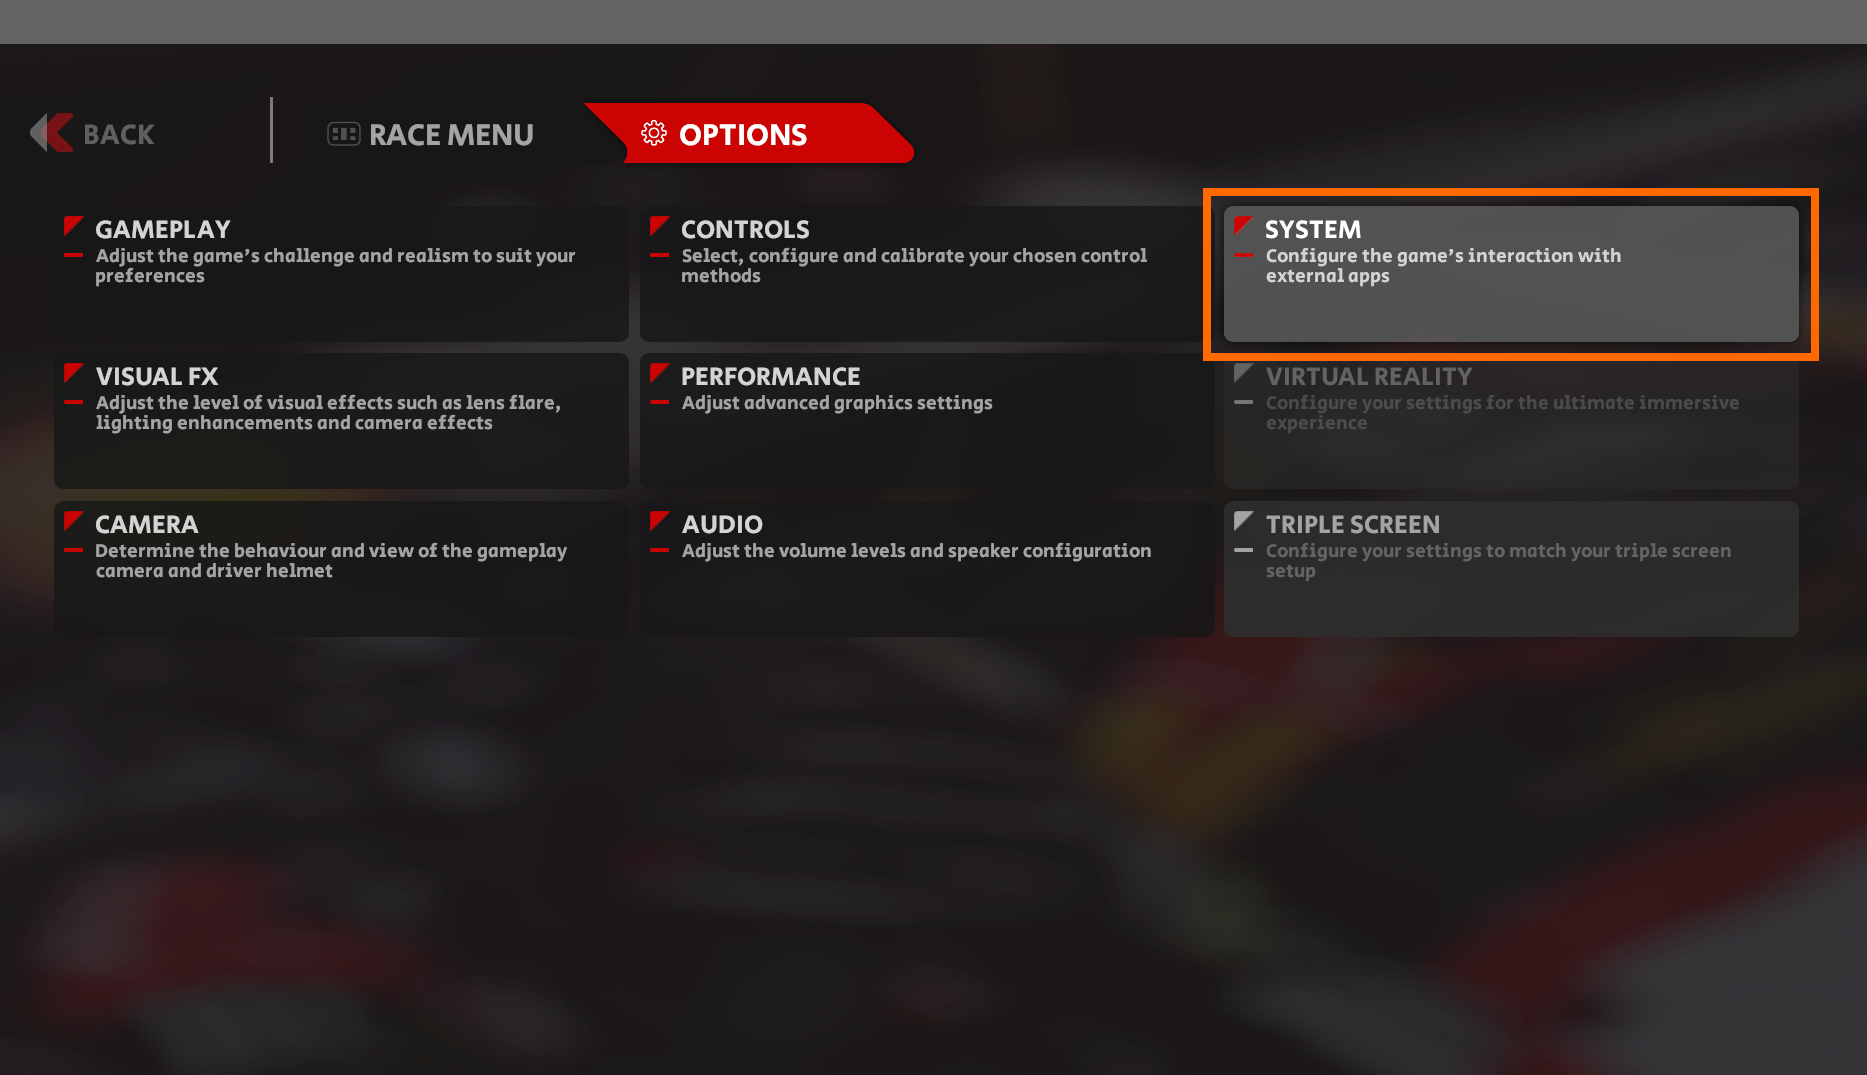 BACK
RACE MENU
OPTIONS
GAMEPLAY
Adjust the game's challenge and realism to suit your
preferences
CONTROLS
Select, configure and calibrate your chosen control
methods
SYSTEM
Configure the game's interaction with
external apps
VISUAL FX
Adjust the level of visual effects such as lens flare,
lighting enhancements and camera effects
PERFORMANCE
Adjust advanced graphics settings
VIRTUAL REALITY
Configure your settings for the ultimate immersive
experience
CAMERA
Determine the behaviour and view of the gameplay
camera and driver helmet
AUDIO
Adjust the volume levels and speaker configuration
TRIPLE SCREEN
Configure your settings to match your triple screen
setup